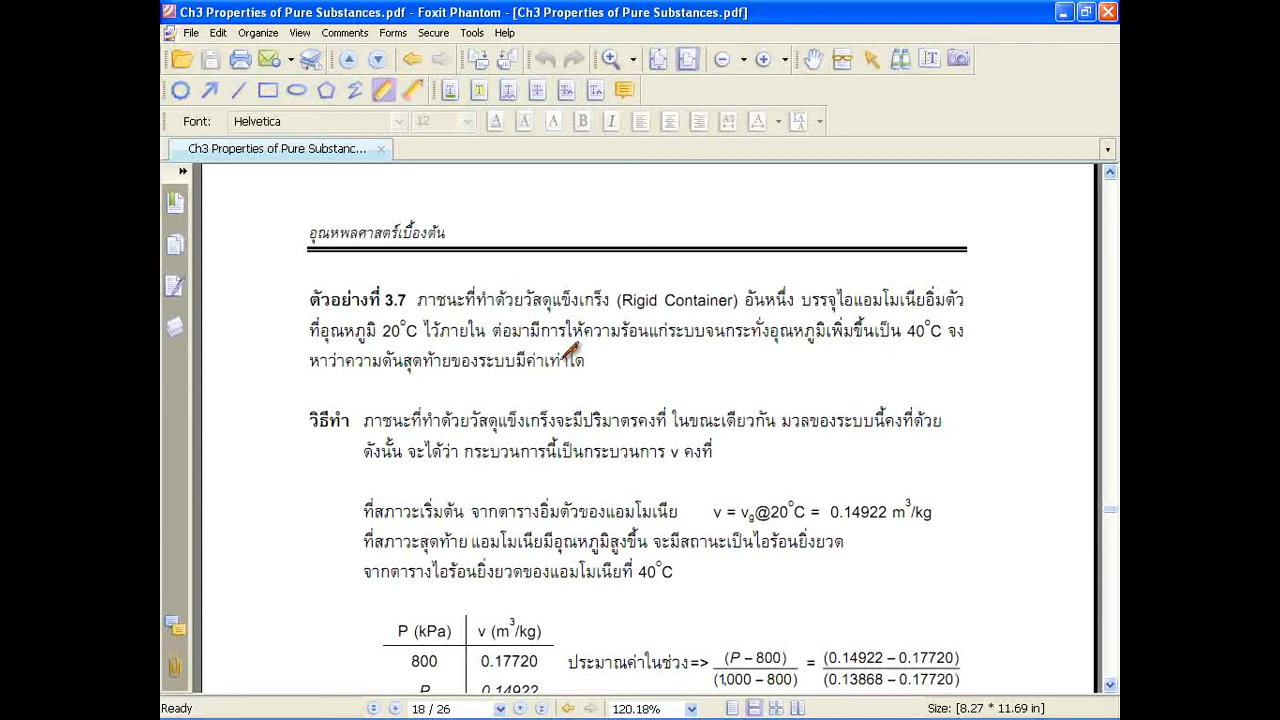 Ch3 Properties of Pure Substances.pdf - Foxit Phantom - [Ch3 Properties of Pure Substances.pdf]
File Edit Organize View Comments Forms Secure Tools Help
Font: Helvetica 12
Ch3 Properties of Pure Substanc...
อุณหพลศาสตร์เบื้องต้น
ตัวอย่างที่ 3.7 ภาชนะที่ทำด้วยวัสดุแข็งเกร็ง (Rigid Container) อันหนึ่ง บรรจุไอแอมโมเนียอิ่มตัว
ที่อุณหภูมิ 20°C ไว้ภายใน ต่อมามีการให้ความร้อนแก่ระบบจนกระทั่งอุณหภูมิเพิ่มขึ้นเป็น 40°C จง
หาว่าความดันสุดท้ายของระบบมีค่าเท่าใด
วิธีทำ ภาชนะที่ทำด้วยวัสดุแข็งเกร็งจะมีปริมาตรคงที่ ในขณะเดียวกัน มวลของระบบนี้คงที่ด้วย
ดังนั้น จะได้ว่า กระบวนการนี้เป็นกระบวนการ v คงที่
ที่สภาวะเริ่มต้น จากตารางอิ่มตัวของแอมโมเนีย v = vg@20°C = 0.14922 m³/kg
ที่สภาวะสุดท้าย แอมโมเนียมีอุณหภูมิสูงขึ้น จะมีสถานะเป็นไอร้อนยิ่งยวด
จากตารางไอร้อนยิ่งยวดของแอมโมเนียที่ 40°C
P (kPa) v (m³/kg)
800 0.17720 ประมาณค่าในช่วง => (P – 800) / (1,000 – 800) = (0.14922 – 0.17720) / (0.13868 – 0.17720)
P 0.14922
Ready 18 / 26 120.18% Size: [8.27 * 11.69 in]